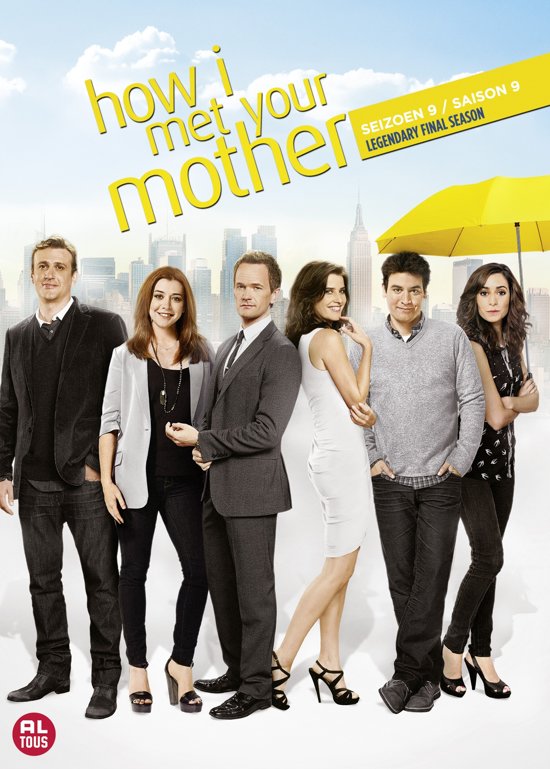 how i
met your
mother
SEIZOEN 9 / SAISON 9
LEGENDARY FINAL SEASON
AL
TOUS